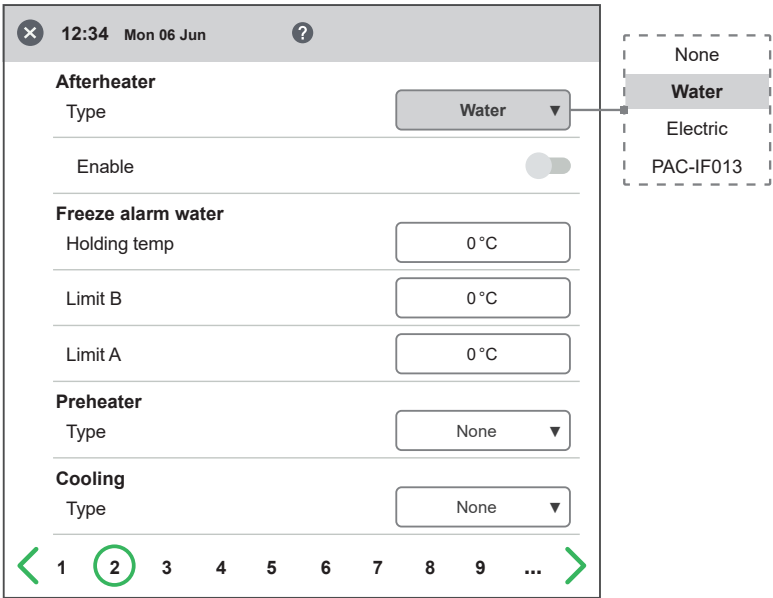 12:34 Mon 06 Jun ?
Afterheater
Type Water ▼
Enable
Freeze alarm water
Holding temp 0 °C
Limit B 0 °C
Limit A 0 °C
Preheater
Type None ▼
Cooling
Type None ▼
1 2 3 4 5 6 7 8 9 ...
None
Water
Electric
PAC-IF013